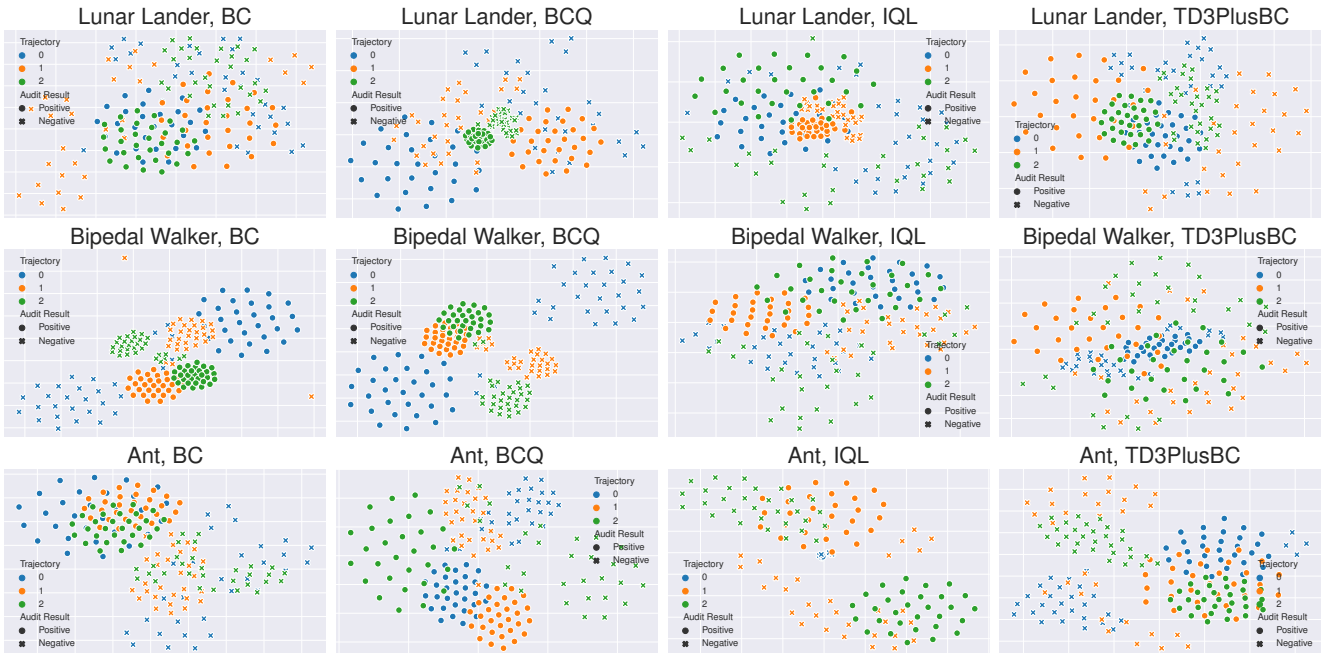 Lunar Lander, BC
Trajectory
0
1
2
Audit Result
Positive
Negative
Lunar Lander, BCQ
Trajectory
0
1
2
Audit Result
Positive
Negative
Lunar Lander, IQL
Trajectory
0
1
2
Audit Result
Positive
Negative
Lunar Lander, TD3PlusBC
Trajectory
0
1
2
Audit Result
Positive
Negative
Bipedal Walker, BC
Trajectory
0
1
2
Audit Result
Positive
Negative
Bipedal Walker, BCQ
Trajectory
0
1
2
Audit Result
Positive
Negative
Bipedal Walker, IQL
Trajectory
0
1
2
Audit Result
Positive
Negative
Bipedal Walker, TD3PlusBC
Trajectory
0
1
2
Audit Result
Positive
Negative
Ant, BC
Trajectory
0
1
2
Audit Result
Positive
Negative
Ant, BCQ
Trajectory
0
1
2
Audit Result
Positive
Negative
Ant, IQL
Trajectory
0
1
2
Audit Result
Positive
Negative
Ant, TD3PlusBC
Trajectory
0
1
2
Audit Result
Positive
Negative